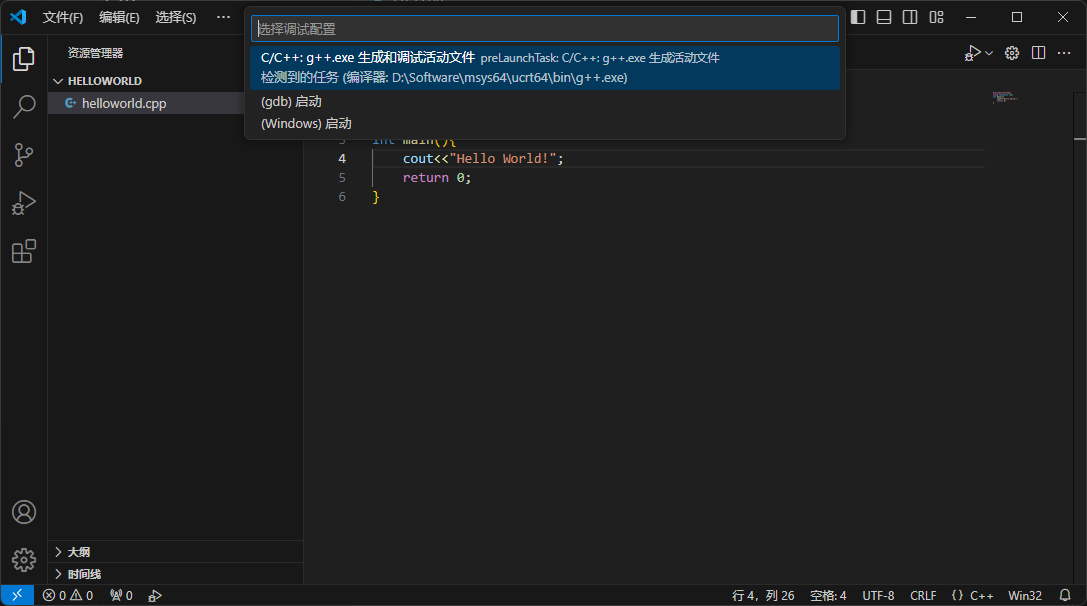 文件(F) 编辑(E) 选择(S) ···
选择调试配置
C/C++: g++.exe 生成和调试活动文件 preLaunchTask: C/C++: g++.exe 生成活动文件
检测到的任务 (编译器: D:\Software\msys64\ucrt64\bin\g++.exe)
(gdb) 启动
(Windows) 启动
资源管理器
HELLOWORLD
helloworld.cpp
3 int main(){
4 cout<<"Hello World!";
5 return 0;
6 }
大纲
时间线
0 0 0 行 4，列 26 空格: 4 UTF-8 CRLF {} C++ Win32